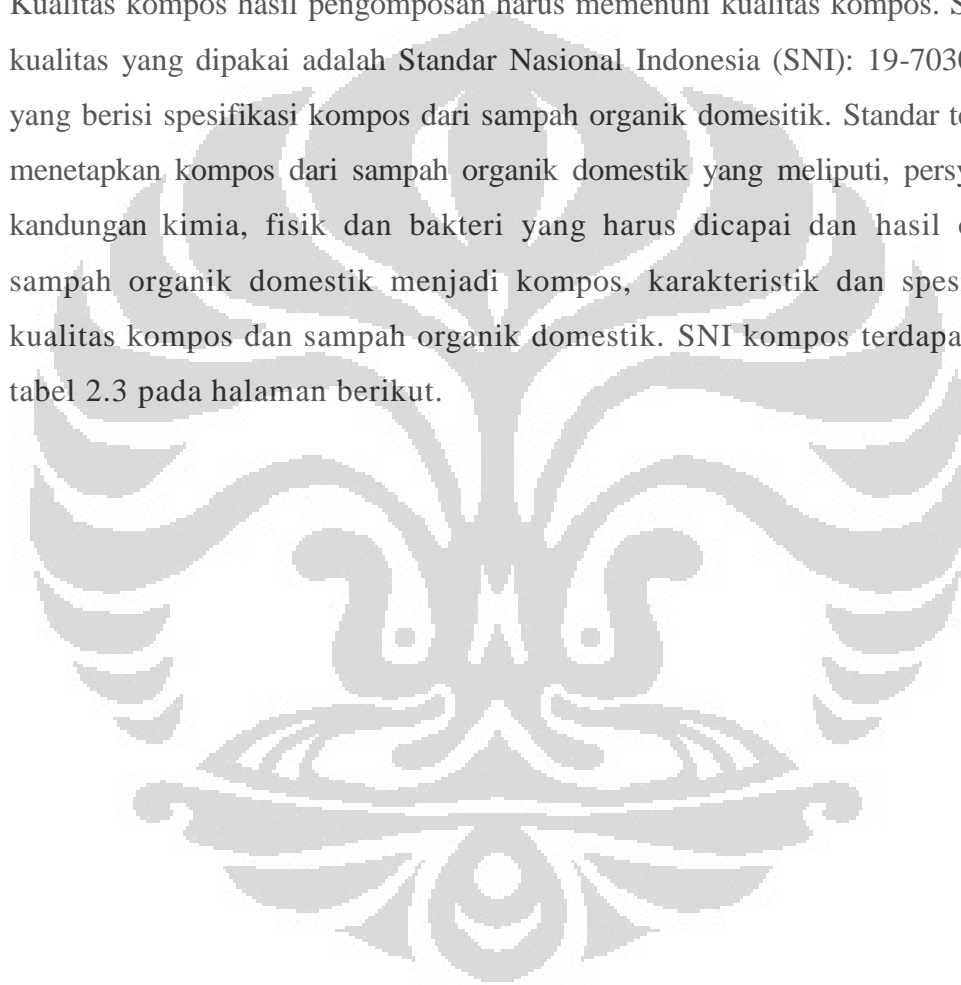 Kualitas kompos hasil pengomposan harus memenuhi kualitas kompos.
kualitas yang dipakai adalah Standar Nasional Indonesia (SNI):
yang berisi spesifikasi kompos dari sampah organik domesitik. Standar
menetapkan kompos dari sampah organik domestik yang meliputi,
kandungan kimia, fisik dan bakteri yang harus dicapai dan hasil
sampah organik domestik menjadi kompos, karakteristik dan
kualitas kompos dan sampah organik domestik. SNI kompos
tabel 2.3 pada halaman berikut.